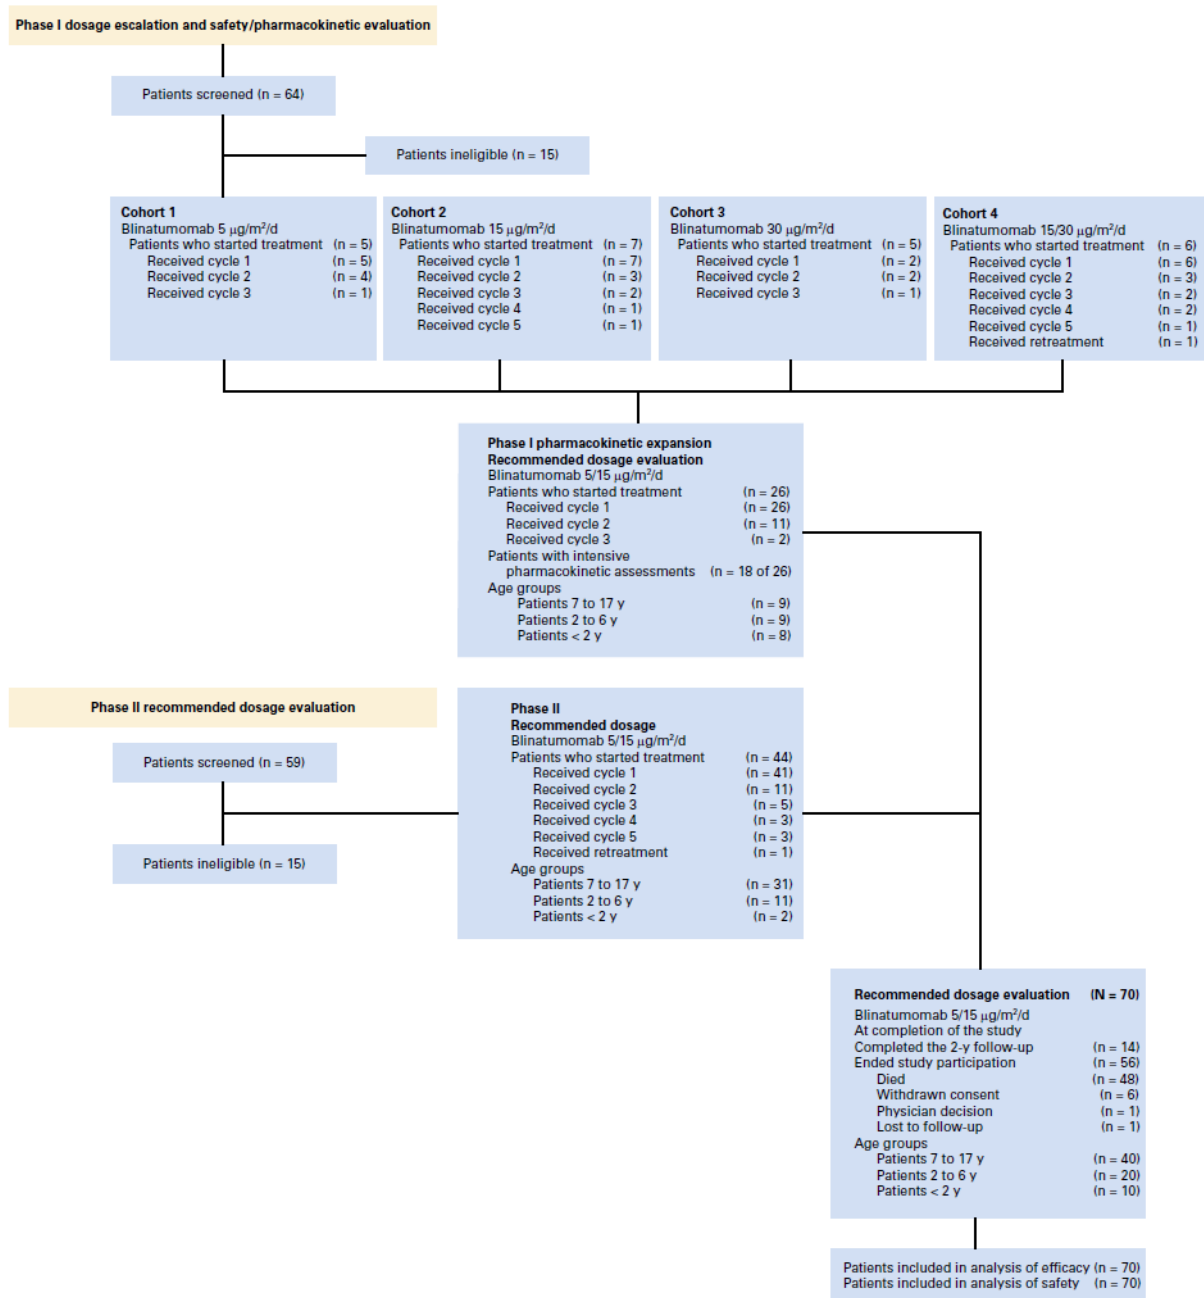 Phase I dosage escalation and safety/pharmacokinetic evaluation
Patients screened (n = 64)
Patients ineligible (n = 15)
Cohort 1
Blinatumomab 5 µg/m²/d
Patients who started treatment (n = 5)
Received cycle 1 (n = 5)
Received cycle 2 (n = 4)
Received cycle 3 (n = 1)
Cohort 2
Blinatumomab 15 µg/m²/d
Patients who started treatment (n = 7)
Received cycle 1 (n = 7)
Received cycle 2 (n = 3)
Received cycle 3 (n = 2)
Received cycle 4 (n = 1)
Received cycle 5 (n = 1)
Cohort 3
Blinatumomab 30 µg/m²/d
Patients who started treatment (n = 5)
Received cycle 1 (n = 2)
Received cycle 2 (n = 2)
Received cycle 3 (n = 1)
Cohort 4
Blinatumomab 15/30 µg/m²/d
Patients who started treatment (n = 6)
Received cycle 1 (n = 6)
Received cycle 2 (n = 3)
Received cycle 3 (n = 2)
Received cycle 4 (n = 2)
Received cycle 5 (n = 1)
Received retreatment (n = 1)
Phase I pharmacokinetic expansion
Recommended dosage evaluation
Blinatumomab 5/15 µg/m²/d
Patients who started treatment (n = 26)
Received cycle 1 (n = 26)
Received cycle 2 (n = 11)
Received cycle 3 (n = 2)
Patients with intensive
pharmacokinetic assessments (n = 18 of 26)
Age groups
Patients 7 to 17 y (n = 9)
Patients 2 to 6 y (n = 9)
Patients < 2 y (n = 8)
Phase II recommended dosage evaluation
Patients screened (n = 59)
Patients ineligible (n = 15)
Phase II
Recommended dosage
Blinatumomab 5/15 µg/m²/d
Patients who started treatment (n = 44)
Received cycle 1 (n = 41)
Received cycle 2 (n = 11)
Received cycle 3 (n = 5)
Received cycle 4 (n = 3)
Received cycle 5 (n = 3)
Received retreatment (n = 1)
Age groups
Patients 7 to 17 y (n = 31)
Patients 2 to 6 y (n = 11)
Patients < 2 y (n = 2)
Recommended dosage evaluation (N = 70)
Blinatumomab 5/15 µg/m²/d
At completion of the study
Completed the 2-y follow-up (n = 14)
Ended study participation (n = 56)
Died (n = 48)
Withdrawn consent (n = 6)
Physician decision (n = 1)
Lost to follow-up (n = 1)
Age groups
Patients 7 to 17 y (n = 40)
Patients 2 to 6 y (n = 20)
Patients < 2 y (n = 10)
Patients included in analysis of efficacy (n = 70)
Patients included in analysis of safety (n = 70)